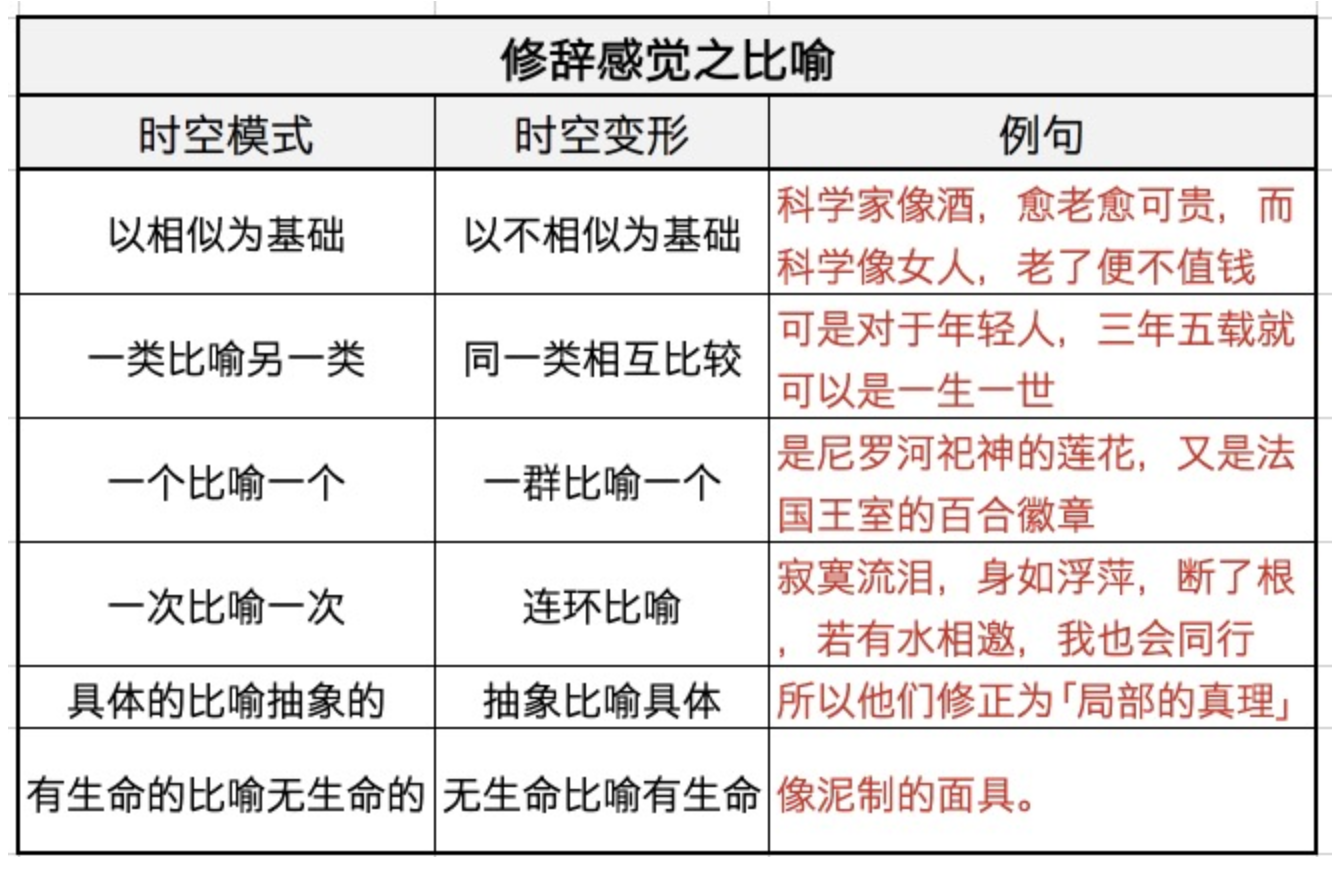 修辞感觉之比喻
时空模式 时空变形 例句
以相似为基础 以不相似为基础 科学家像酒，愈老愈可贵，而
科学像女人，老了便不值钱
一类比喻另一类 同一类相互比较 可是对于年轻人，三年五载就
可以是一生一世
一个比喻一个 一群比喻一个 是尼罗河祀神的莲花，又是法
国王室的百合徽章
一次比喻一次 连环比喻 寂寞流泪，身如浮萍，断了根
，若有水相邀，我也会同行
具体的比喻抽象的 抽象比喻具体 所以他们修正为「局部的真理」
有生命的比喻无生命的 无生命比喻有生命 像泥制的面具。